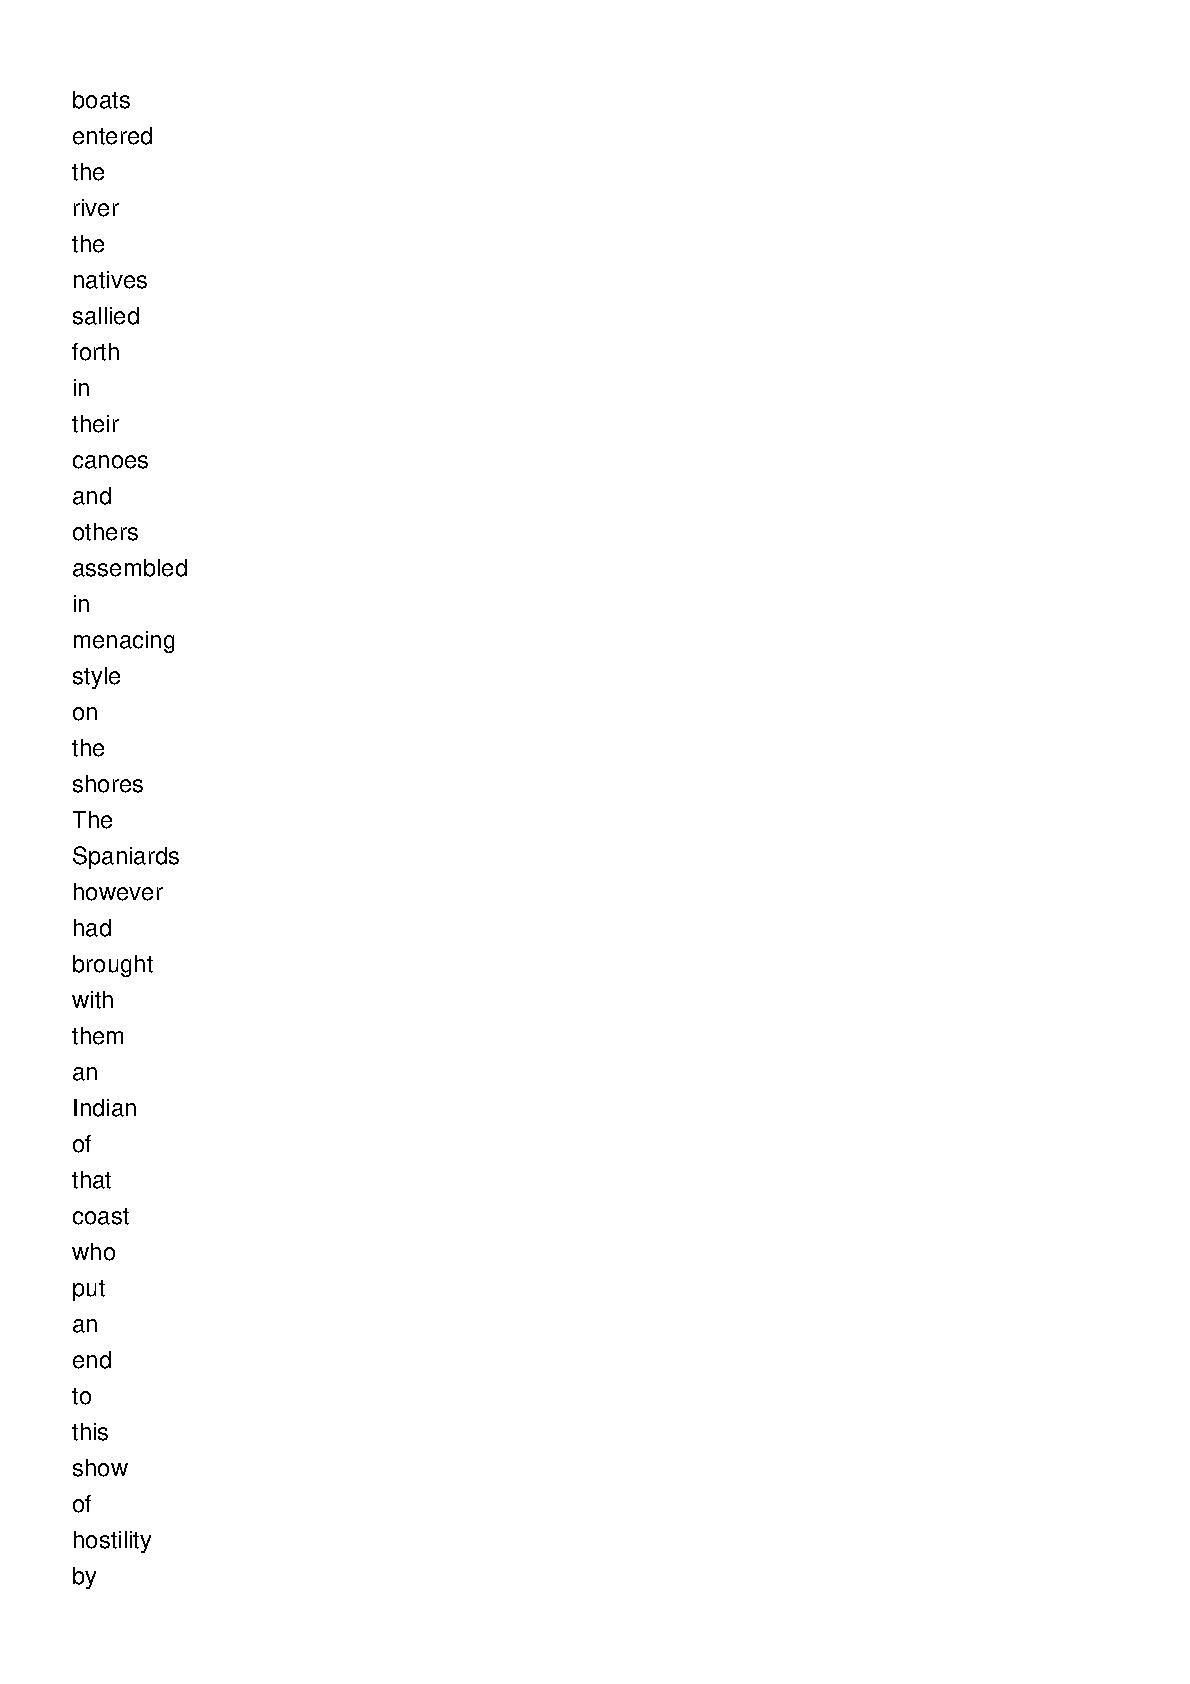 boats
entered
the
river
the
natives
sallied
forth
in
their
canoes
and
others
assembled
in
menacing
style
on
the
shores
The
Spaniards
however
had
brought
with
them
an
Indian
of
that
coast
who
put
an
end
to
this
show
of
hostility
by